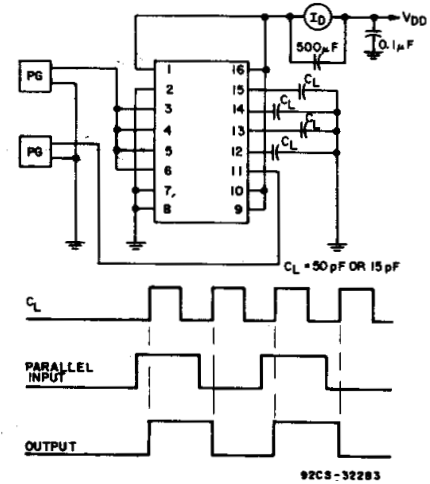 I_D
V_DD
500μF
0.1μF
PG
PG
1 16
2 15 C_L
3 14 C_L
4 13 C_L
5 12 C_L
6 11
7, 10
8 9
C_L = 50 pF OR 15 pF
C_L
PARALLEL
INPUT
OUTPUT
92CS-32283